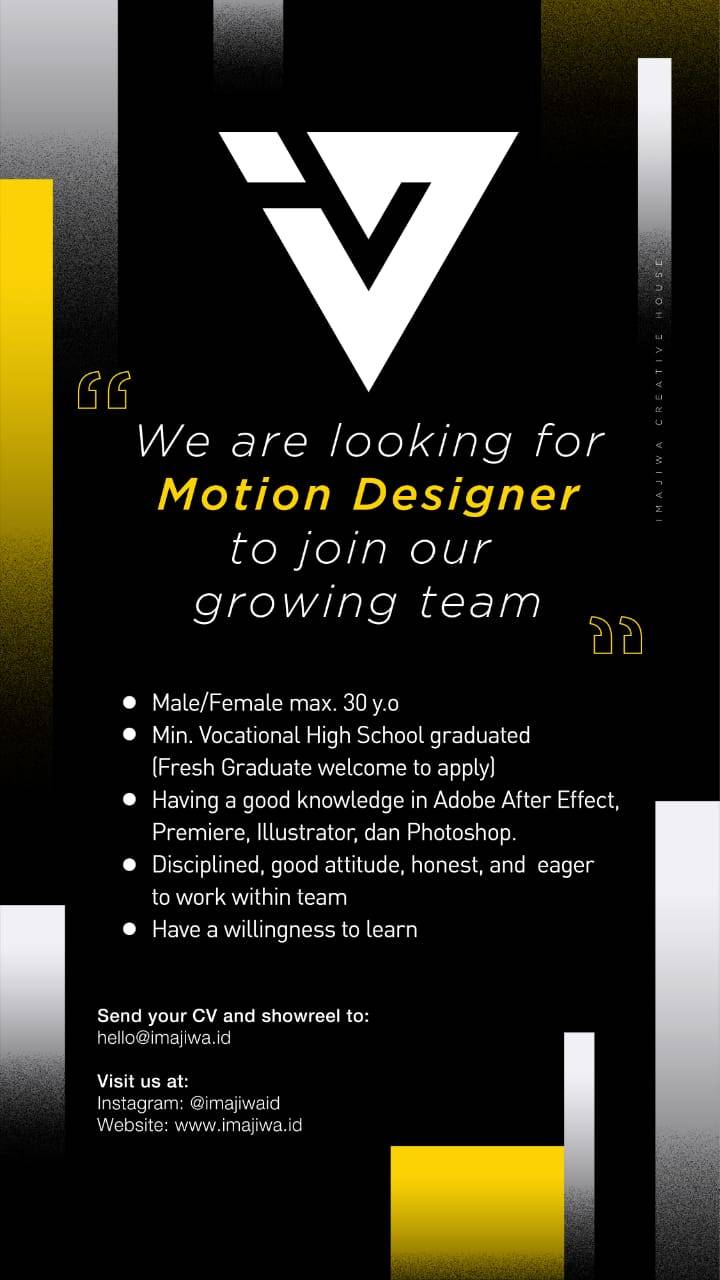 IMAJIWA CREATIVE HOUSE
We are looking for
Motion Designer
to join our
growing team
Male/Female max. 30 y.o
Min. Vocational High School graduated
(Fresh Graduate welcome to apply)
Having a good knowledge in Adobe After Effect,
Premiere, Illustrator, dan Photoshop.
Disciplined, good attitude, honest, and  eager
to work within team
Have a willingness to learn
Send your CV and showreel to:
hello@imajiwa.id
Visit us at:
Instagram: @imajiwaid
Website: www.imajiwa.id